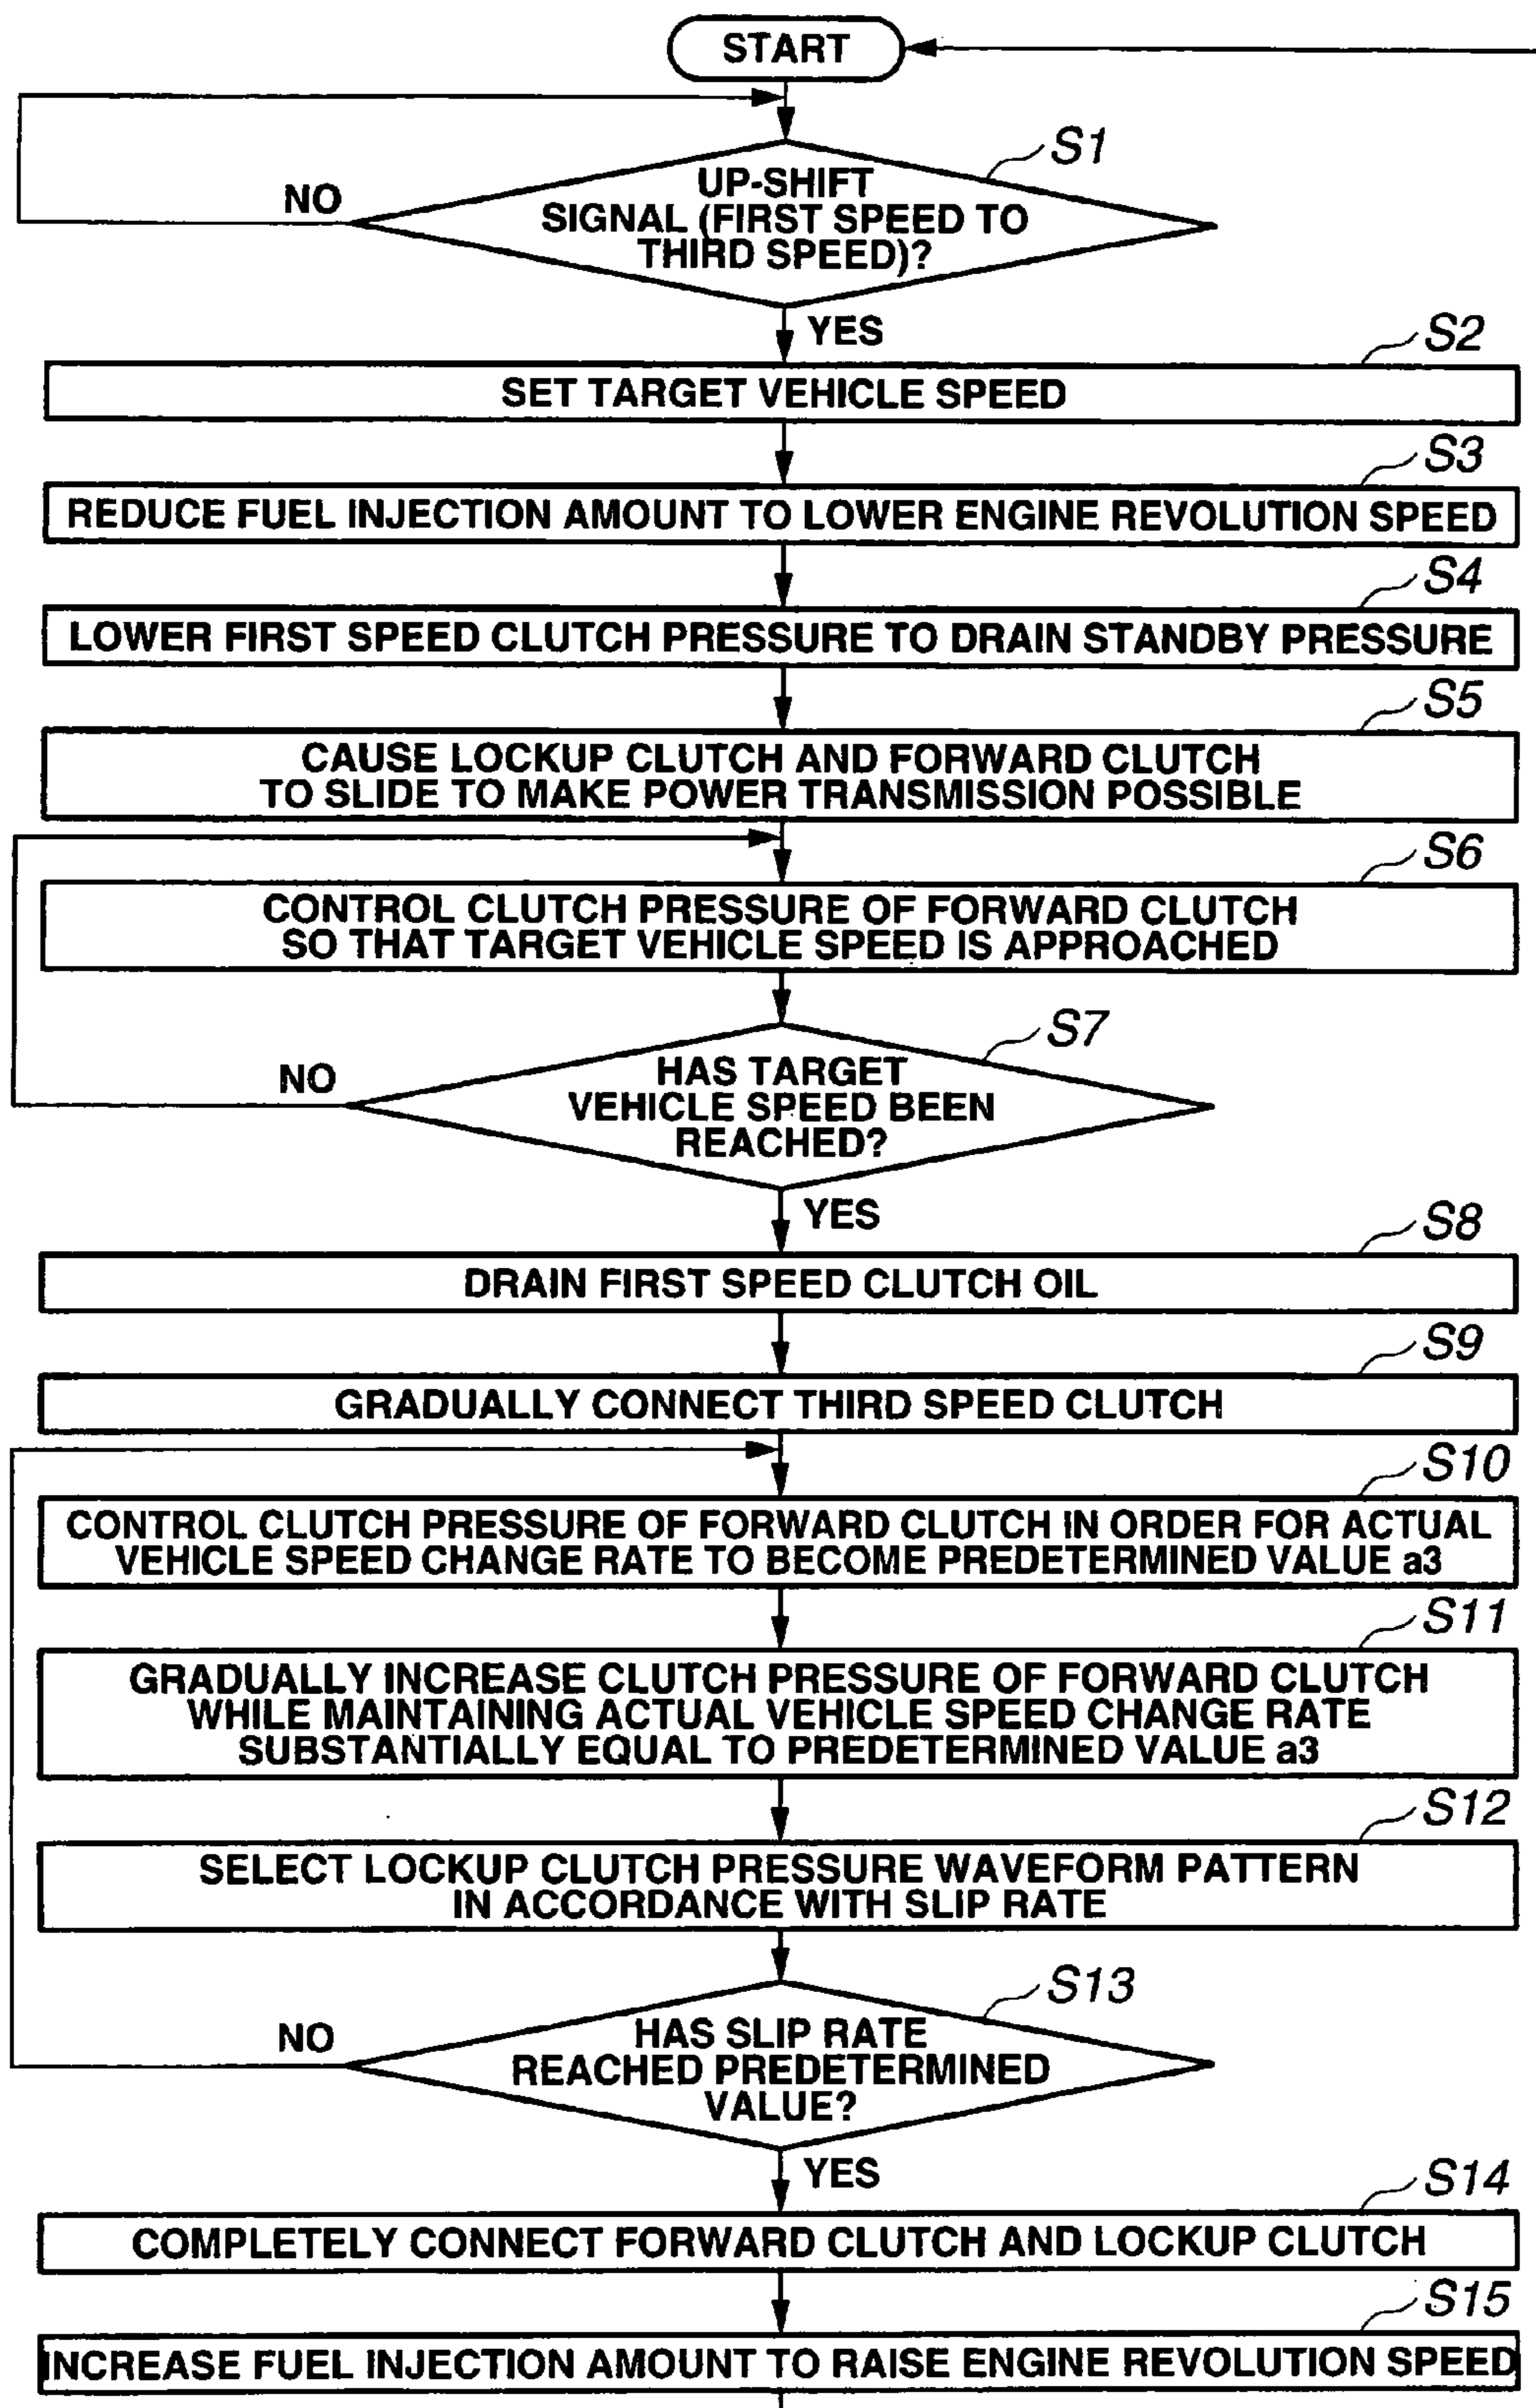 START
S1
UP-SHIFT
SIGNAL (FIRST SPEED TO
THIRD SPEED)?
NO
YES
S2
SET TARGET VEHICLE SPEED
S3
REDUCE FUEL INJECTION AMOUNT TO LOWER ENGINE REVOLUTION SPEED
S4
LOWER FIRST SPEED CLUTCH PRESSURE TO DRAIN STANDBY PRESSURE
S5
CAUSE LOCKUP CLUTCH AND FORWARD CLUTCH
TO SLIDE TO MAKE POWER TRANSMISSION POSSIBLE
S6
CONTROL CLUTCH PRESSURE OF FORWARD CLUTCH
SO THAT TARGET VEHICLE SPEED IS APPROACHED
S7
HAS TARGET
VEHICLE SPEED BEEN
REACHED?
NO
YES
S8
DRAIN FIRST SPEED CLUTCH OIL
S9
GRADUALLY CONNECT THIRD SPEED CLUTCH
S10
CONTROL CLUTCH PRESSURE OF FORWARD CLUTCH IN ORDER FOR ACTUAL
VEHICLE SPEED CHANGE RATE TO BECOME PREDETERMINED VALUE a3
S11
GRADUALLY INCREASE CLUTCH PRESSURE OF FORWARD CLUTCH
WHILE MAINTAINING ACTUAL VEHICLE SPEED CHANGE RATE
SUBSTANTIALLY EQUAL TO PREDETERMINED VALUE a3
S12
SELECT LOCKUP CLUTCH PRESSURE WAVEFORM PATTERN
IN ACCORDANCE WITH SLIP RATE
S13
HAS SLIP RATE
REACHED PREDETERMINED
VALUE?
NO
YES
S14
COMPLETELY CONNECT FORWARD CLUTCH AND LOCKUP CLUTCH
S15
INCREASE FUEL INJECTION AMOUNT TO RAISE ENGINE REVOLUTION SPEED